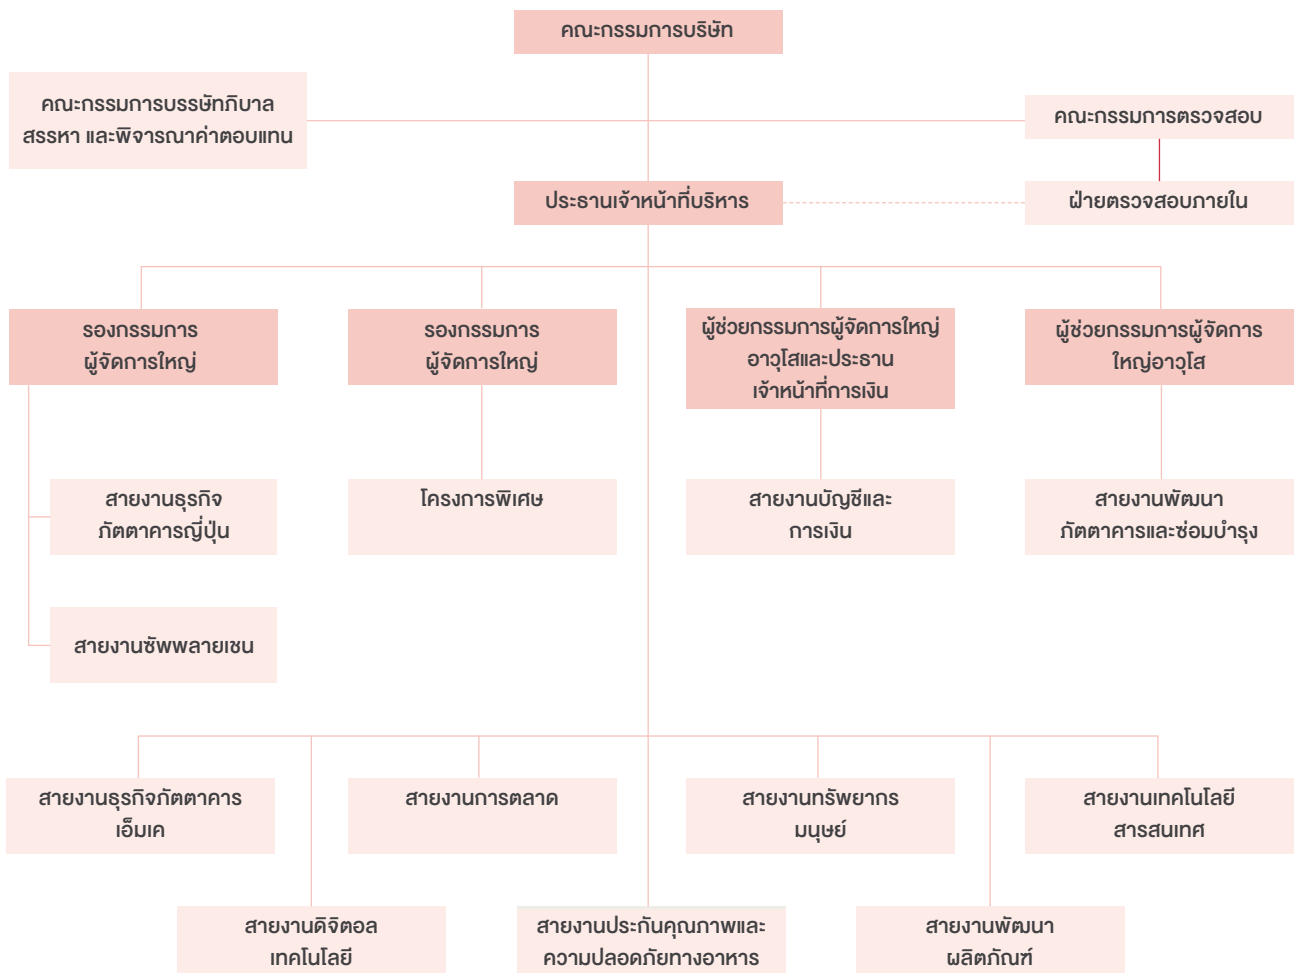 คณะกรรมการบริษัท
คณะกรรมการบรรษัทภิบาล
สรรหา และพิจารณาค่าตอบแทน
คณะกรรมการตรวจสอบ
ประธานเจ้าหน้าที่บริหาร
ฝ่ายตรวจสอบภายใน
รองกรรมการ
ผู้จัดการใหญ่
รองกรรมการ
ผู้จัดการใหญ่
ผู้ช่วยกรรมการผู้จัดการใหญ่
อาวุโสและประธาน
เจ้าหน้าที่การเงิน
ผู้ช่วยกรรมการผู้จัดการ
ใหญ่อาวุโส
สายงานธุรกิจ
ภัตตาคารญี่ปุ่น
โครงการพิเศษ
สายงานบัญชีและ
การเงิน
สายงานพัฒนา
ภัตตาคารและซ่อมบำรุง
สายงานซัพพลายเชน
สายงานธุรกิจภัตตาคาร
เอ็มเค
สายงานการตลาด
สายงานทรัพยากร
มนุษย์
สายงานเทคโนโลยี
สารสนเทศ
สายงานดิจิตอล
เทคโนโลยี
สายงานประกันคุณภาพและ
ความปลอดภัยทางอาหาร
สายงานพัฒนา
ผลิตภัณฑ์